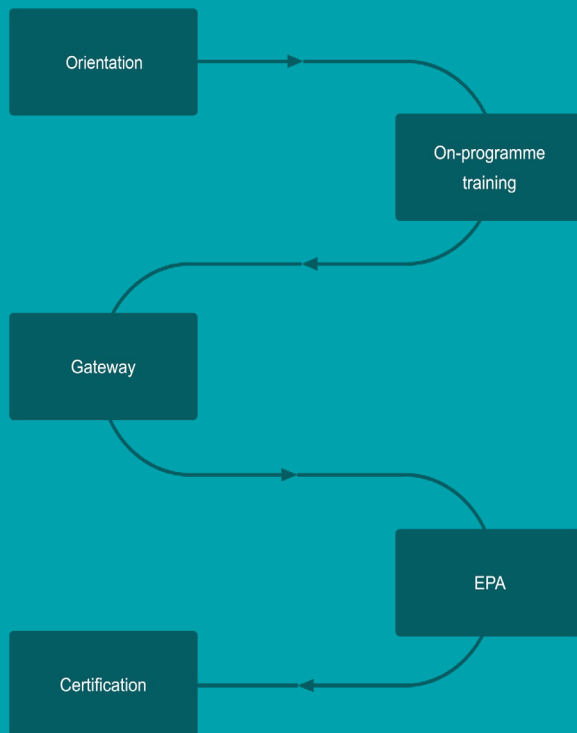 Orientation
On-programme
training
Gateway
EPA
Certification